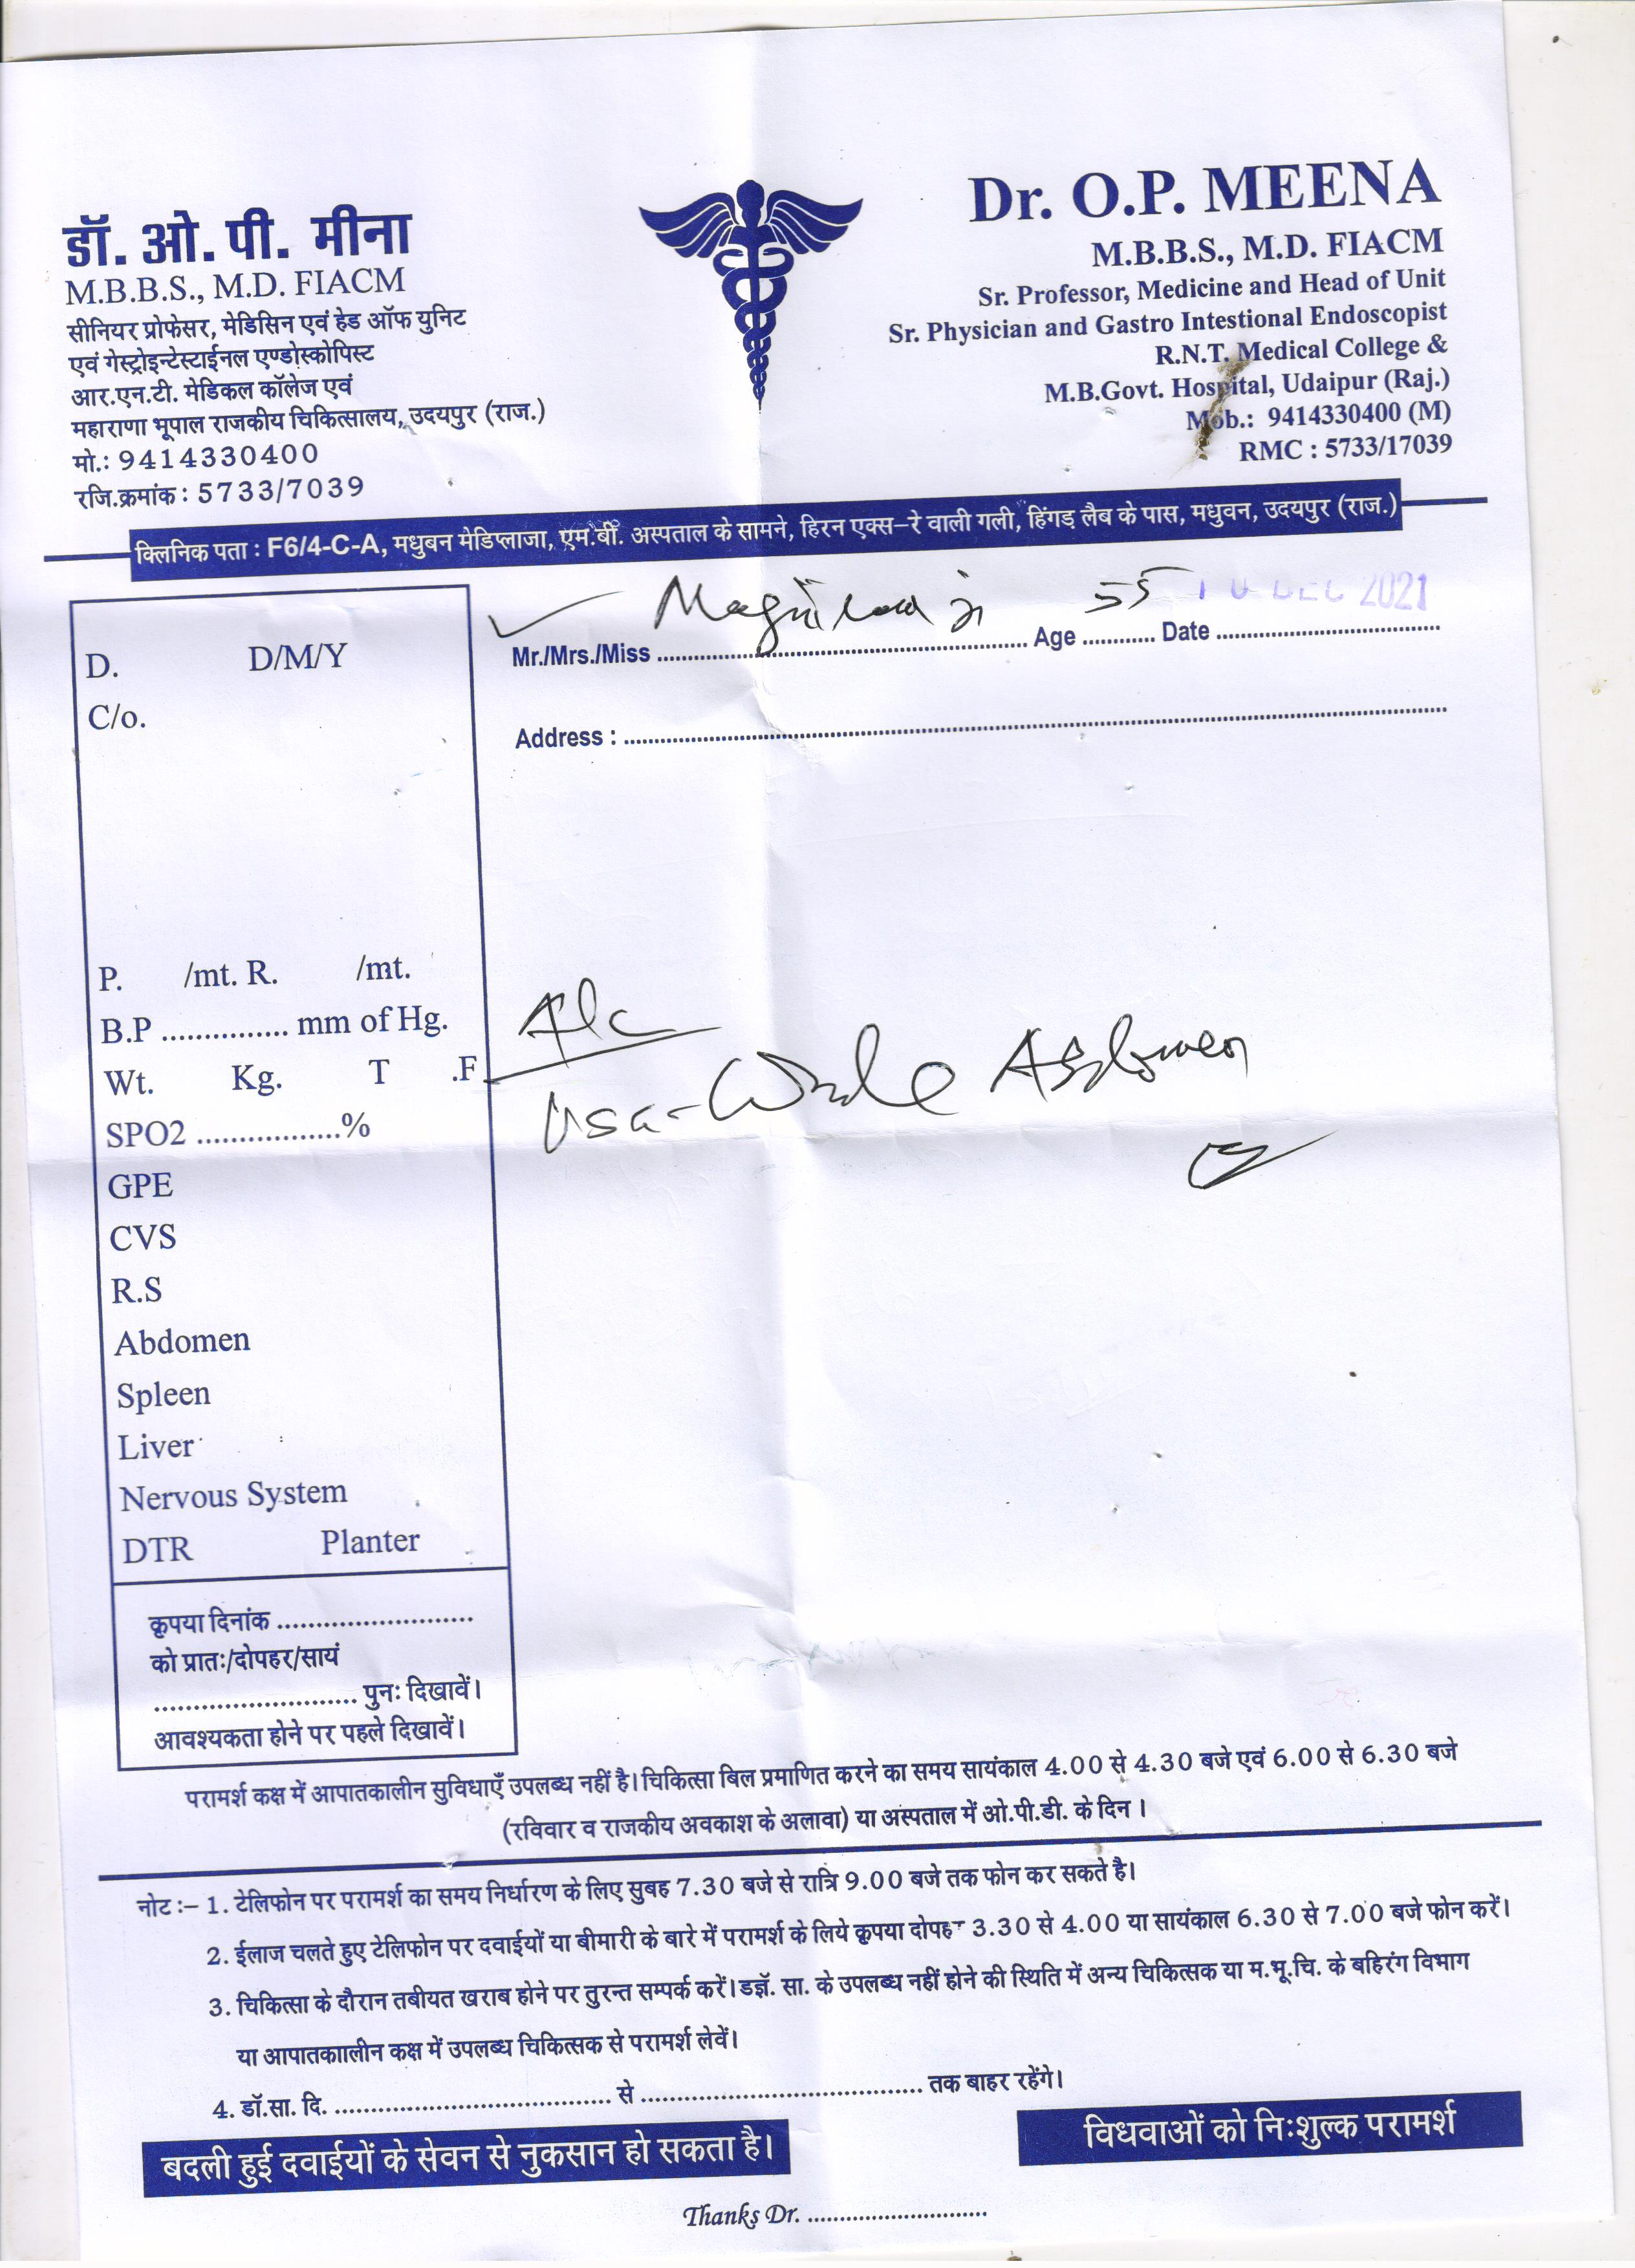 डॉ. ओ. पी. मीना
M.B.B.S., M.D. FIACM
सीनियर प्रोफेसर, मेडिसिन एवं हेड ऑफ युनिट
एवं गेस्ट्रोइन्टेस्टाईनल एण्डोस्कोपिस्ट
आर.एन.टी. मेडिकल कॉलेज एवं
महाराणा भूपाल राजकीय चिकित्सालय, उदयपुर (राज.)
मो.: 9414330400
रजि.क्रमांक : 5733/7039
Dr. O.P. MEENA
M.B.B.S., M.D. FIACM
Sr. Professor, Medicine and Head of Unit
Sr. Physician and Gastro Intestional Endoscopist
R.N.T. Medical College &
M.B.Govt. Hospital, Udaipur (Raj.)
Mob.: 9414330400 (M)
RMC : 5733/17039
क्लिनिक पता : F6/4-C-A, मधुबन मेडिप्लाजा, एम.बी. अस्पताल के सामने, हिरन एक्स-रे वाली गली, हिंगड़ लैब के पास, मधुवन, उदयपुर (राज.)
Mr./Mrs./Miss ........ Age 55 Date DEC 2021
Address : ........
D. D/M/Y
C/o.
P. /mt. R. /mt.
B.P ............... mm of Hg.
Wt. Kg. T .F
SPO2 .................%
GPE
CVS
R.S
Abdomen
Spleen
Liver
Nervous System
DTR Planter
USG - Whole Abdomen
कृपया दिनांक ..........................
को प्रातः/दोपहर/सायं
........................... पुनः दिखावें।
आवश्यकता होने पर पहले दिखावें।
परामर्श कक्ष में आपातकालीन सुविधाएँ उपलब्ध नहीं है। चिकित्सा बिल प्रमाणित करने का समय सायंकाल 4.00 से 4.30 बजे एवं 6.00 से 6.30 बजे
(रविवार व राजकीय अवकाश के अलावा) या अस्पताल में ओ.पी.डी. के दिन ।
नोट :– 1. टेलिफोन पर परामर्श का समय निर्धारण के लिए सुबह 7.30 बजे से रात्रि 9.00 बजे तक फोन कर सकते है।
2. ईलाज चलते हुए टेलिफोन पर दवाईयों या बीमारी के बारे में परामर्श के लिये कृपया दोपहर 3.30 से 4.00 या सायंकाल 6.30 से 7.00 बजे फोन करें।
3. चिकित्सा के दौरान तबीयत खराब होने पर तुरन्त सम्पर्क करें। डॉ. सा. के उपलब्ध नहीं होने की स्थिति में अन्य चिकित्सक या म.भू.चि. के बहिरंग विभाग
या आपातकाालीन कक्ष में उपलब्ध चिकित्सक से परामर्श लेवें।
4. डॉ.सा. दि. ........ से ........ तक बाहर रहेंगे।
बदली हुई दवाईयों के सेवन से नुकसान हो सकता है।
विधवाओं को निःशुल्क परामर्श
Thanks Dr. ..............................